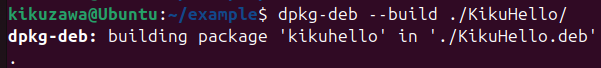 kikuzawa@Ubuntu:~/example$ dpkg-deb --build ./KikuHello/
dpkg-deb: building package 'kikuhello' in './KikuHello.deb'
.